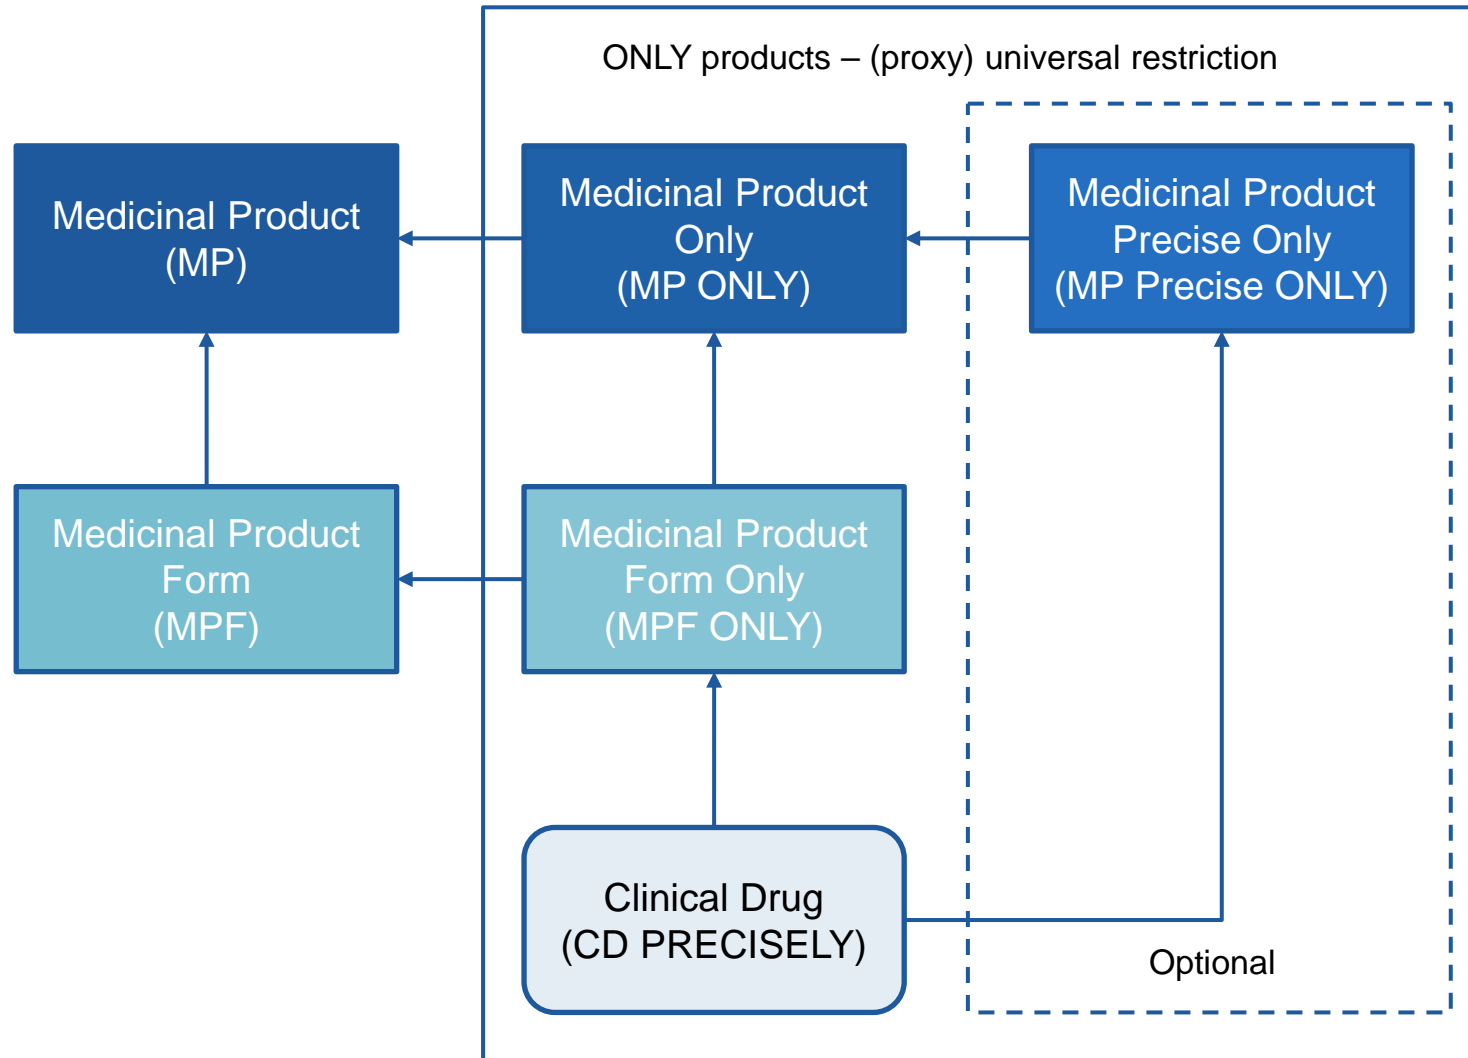 ONLY products – (proxy) universal restriction
Medicinal Product
(MP)
Medicinal Product
Only
(MP ONLY)
Medicinal Product
Precise Only
(MP Precise ONLY)
Medicinal Product
Form
(MPF)
Medicinal Product
Form Only
(MPF ONLY)
Clinical Drug
(CD PRECISELY)
Optional